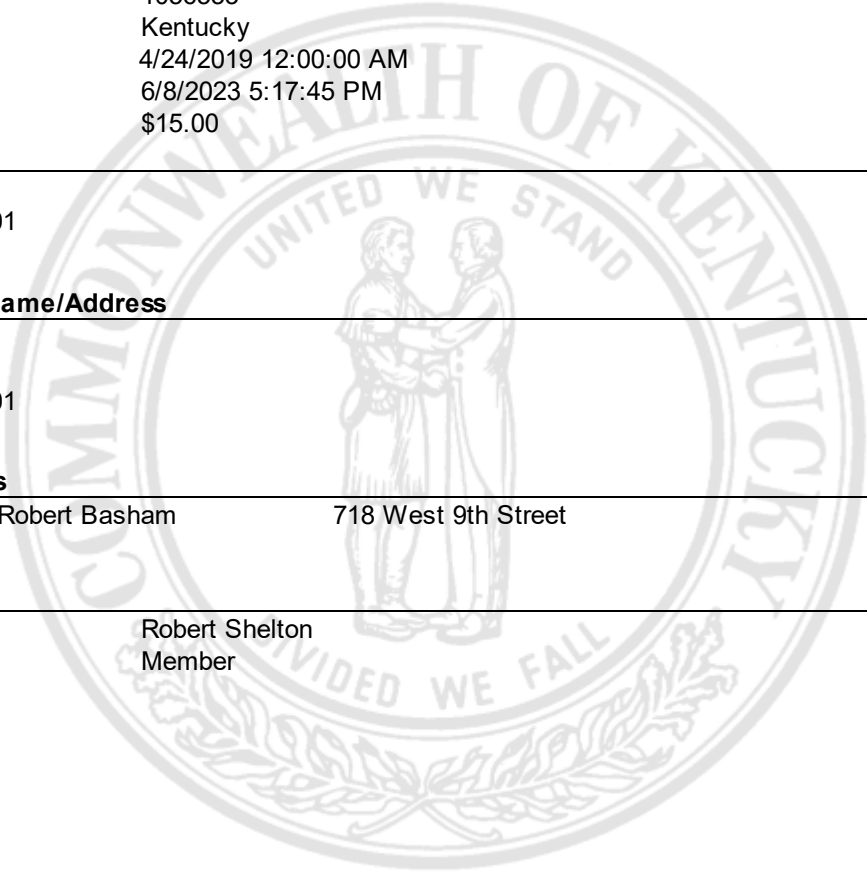 Kentucky
4/24/2019 12:00:00 AM
6/8/2023 5:17:45 PM
$15.00
01
ame/Address
01
s
Robert Basham 718 West 9th Street
Robert Shelton
Member
COMMONWEALTH OF KENTUCKY
UNITED WE STAND
DIVIDED WE FALL